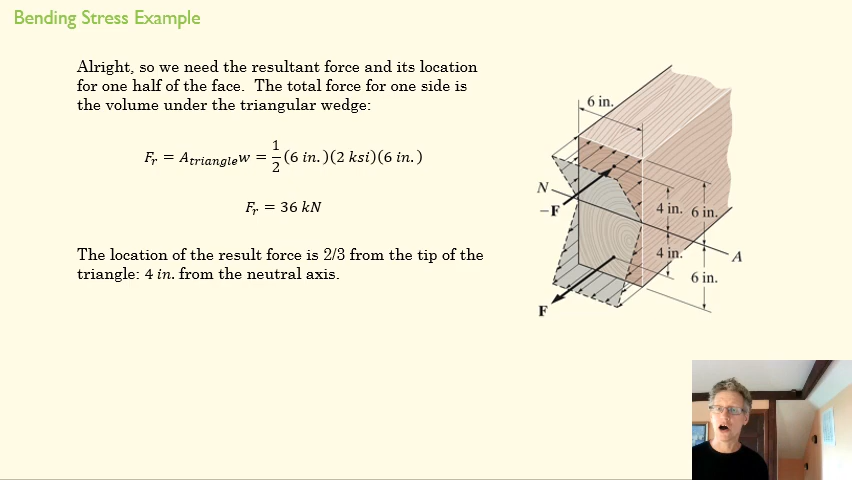 Bending Stress Example
Alright, so we need the resultant force and its location
for one half of the face.  The total force for one side is
the volume under the triangular wedge:
F_r = A_triangle w = 1/2 (6 in.)(2 ksi)(6 in.)
F_r = 36 kN
The location of the result force is 2/3 from the tip of the
triangle: 4 in. from the neutral axis.
6 in.
N
−F
4 in.
6 in.
4 in.
A
6 in.
F